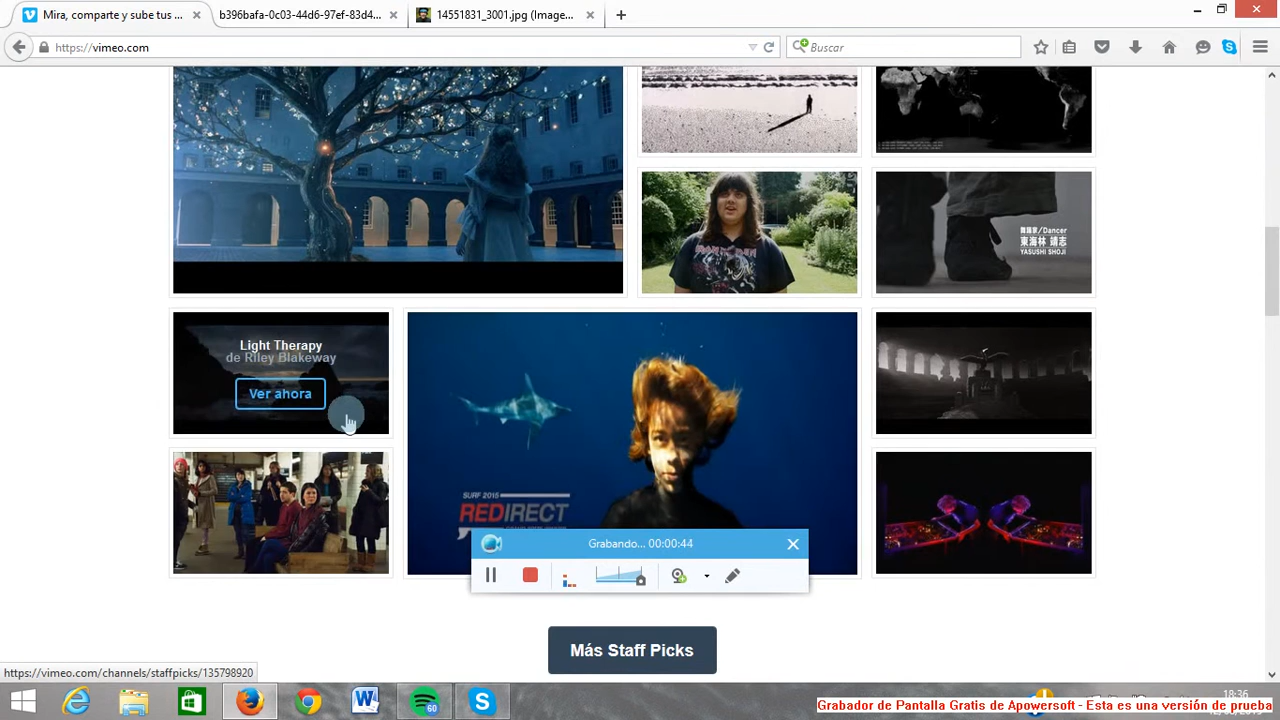 Mira, comparte y sube tus ...
b396bafa-0c03-44d6-97ef-83d4...
14551831_3001.jpg (Image...
https://vimeo.com
Buscar
舞踊家/Dancer
東海林 靖志
YASUSHI SHOJI
Light Therapy
de Riley Blakeway
Ver ahora
SURF 2015
REDIRECT
Grabando... 00:00:44
Más Staff Picks
https://vimeo.com/channels/staffpicks/135798920
60
18:36
Grabador de Pantalla Gratis de Apowersoft - Esta es una versión de prueba